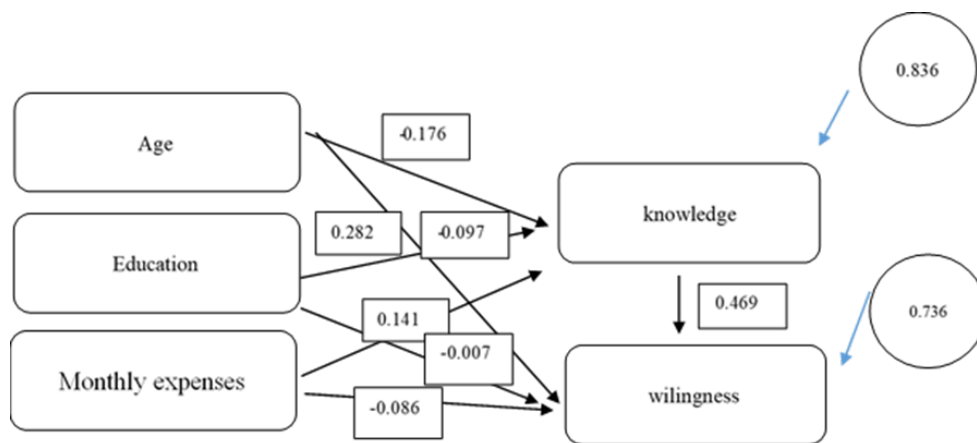 0.836
Age
-0.176
knowledge
0.282
-0.097
Education
0.469
0.736
0.141
-0.007
Monthly expenses
-0.086
wilingness